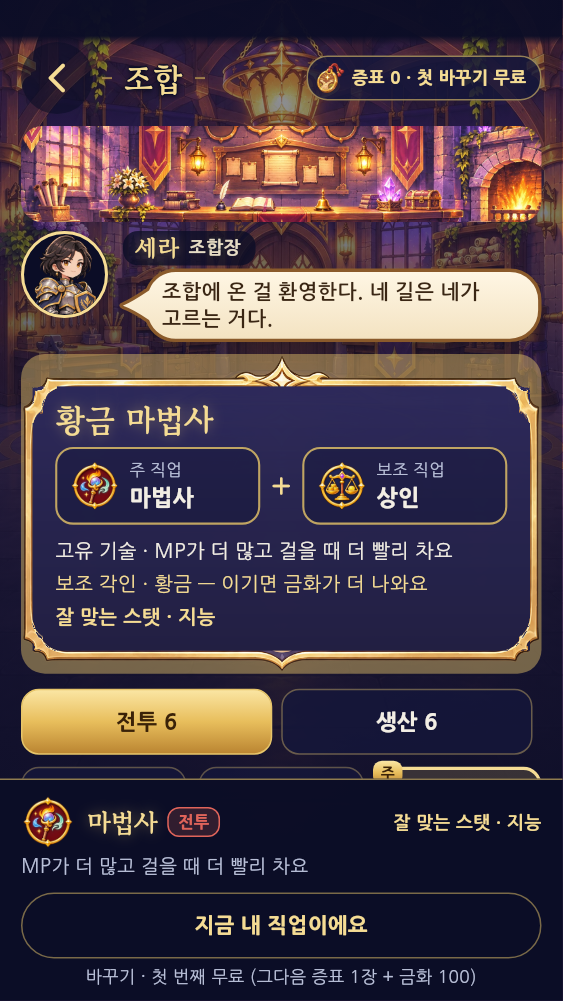 조합
증표 0 · 첫 바꾸기 무료
세라 조합장
조합에 온 걸 환영한다. 네 길은 네가
고르는 거다.
황금 마법사
주 직업
마법사
+
보조 직업
상인
고유 기술 · MP가 더 많고 걸을 때 더 빨리 차요
보조 각인 · 황금 — 이기면 금화가 더 나와요
잘 맞는 스탯 · 지능
전투 6
생산 6
주
마법사 전투
잘 맞는 스탯 · 지능
MP가 더 많고 걸을 때 더 빨리 차요
지금 내 직업이에요
바꾸기 · 첫 번째 무료 (그다음 증표 1장 + 금화 100)